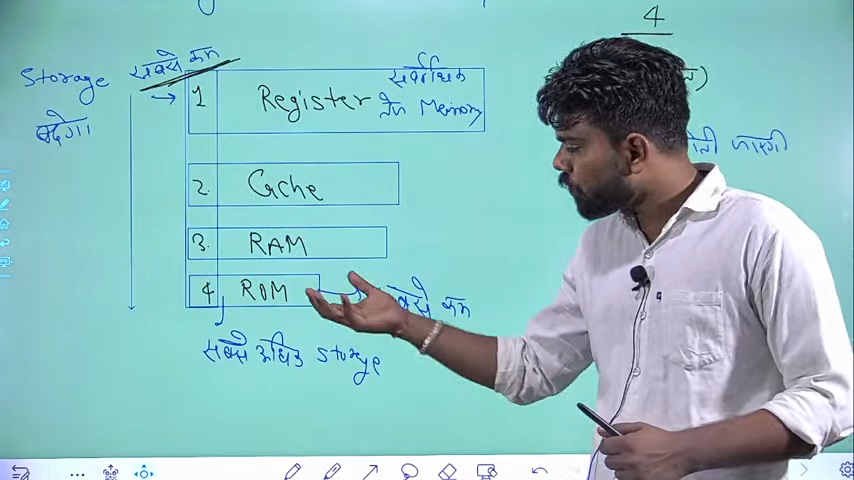 4
Storage सबसे कम
बढ़ेगा
1 Register सर्वाधिक
तेज Memory
2. Cache
3. RAM
4 ROM सबसे कम
सबसे अधिक storage